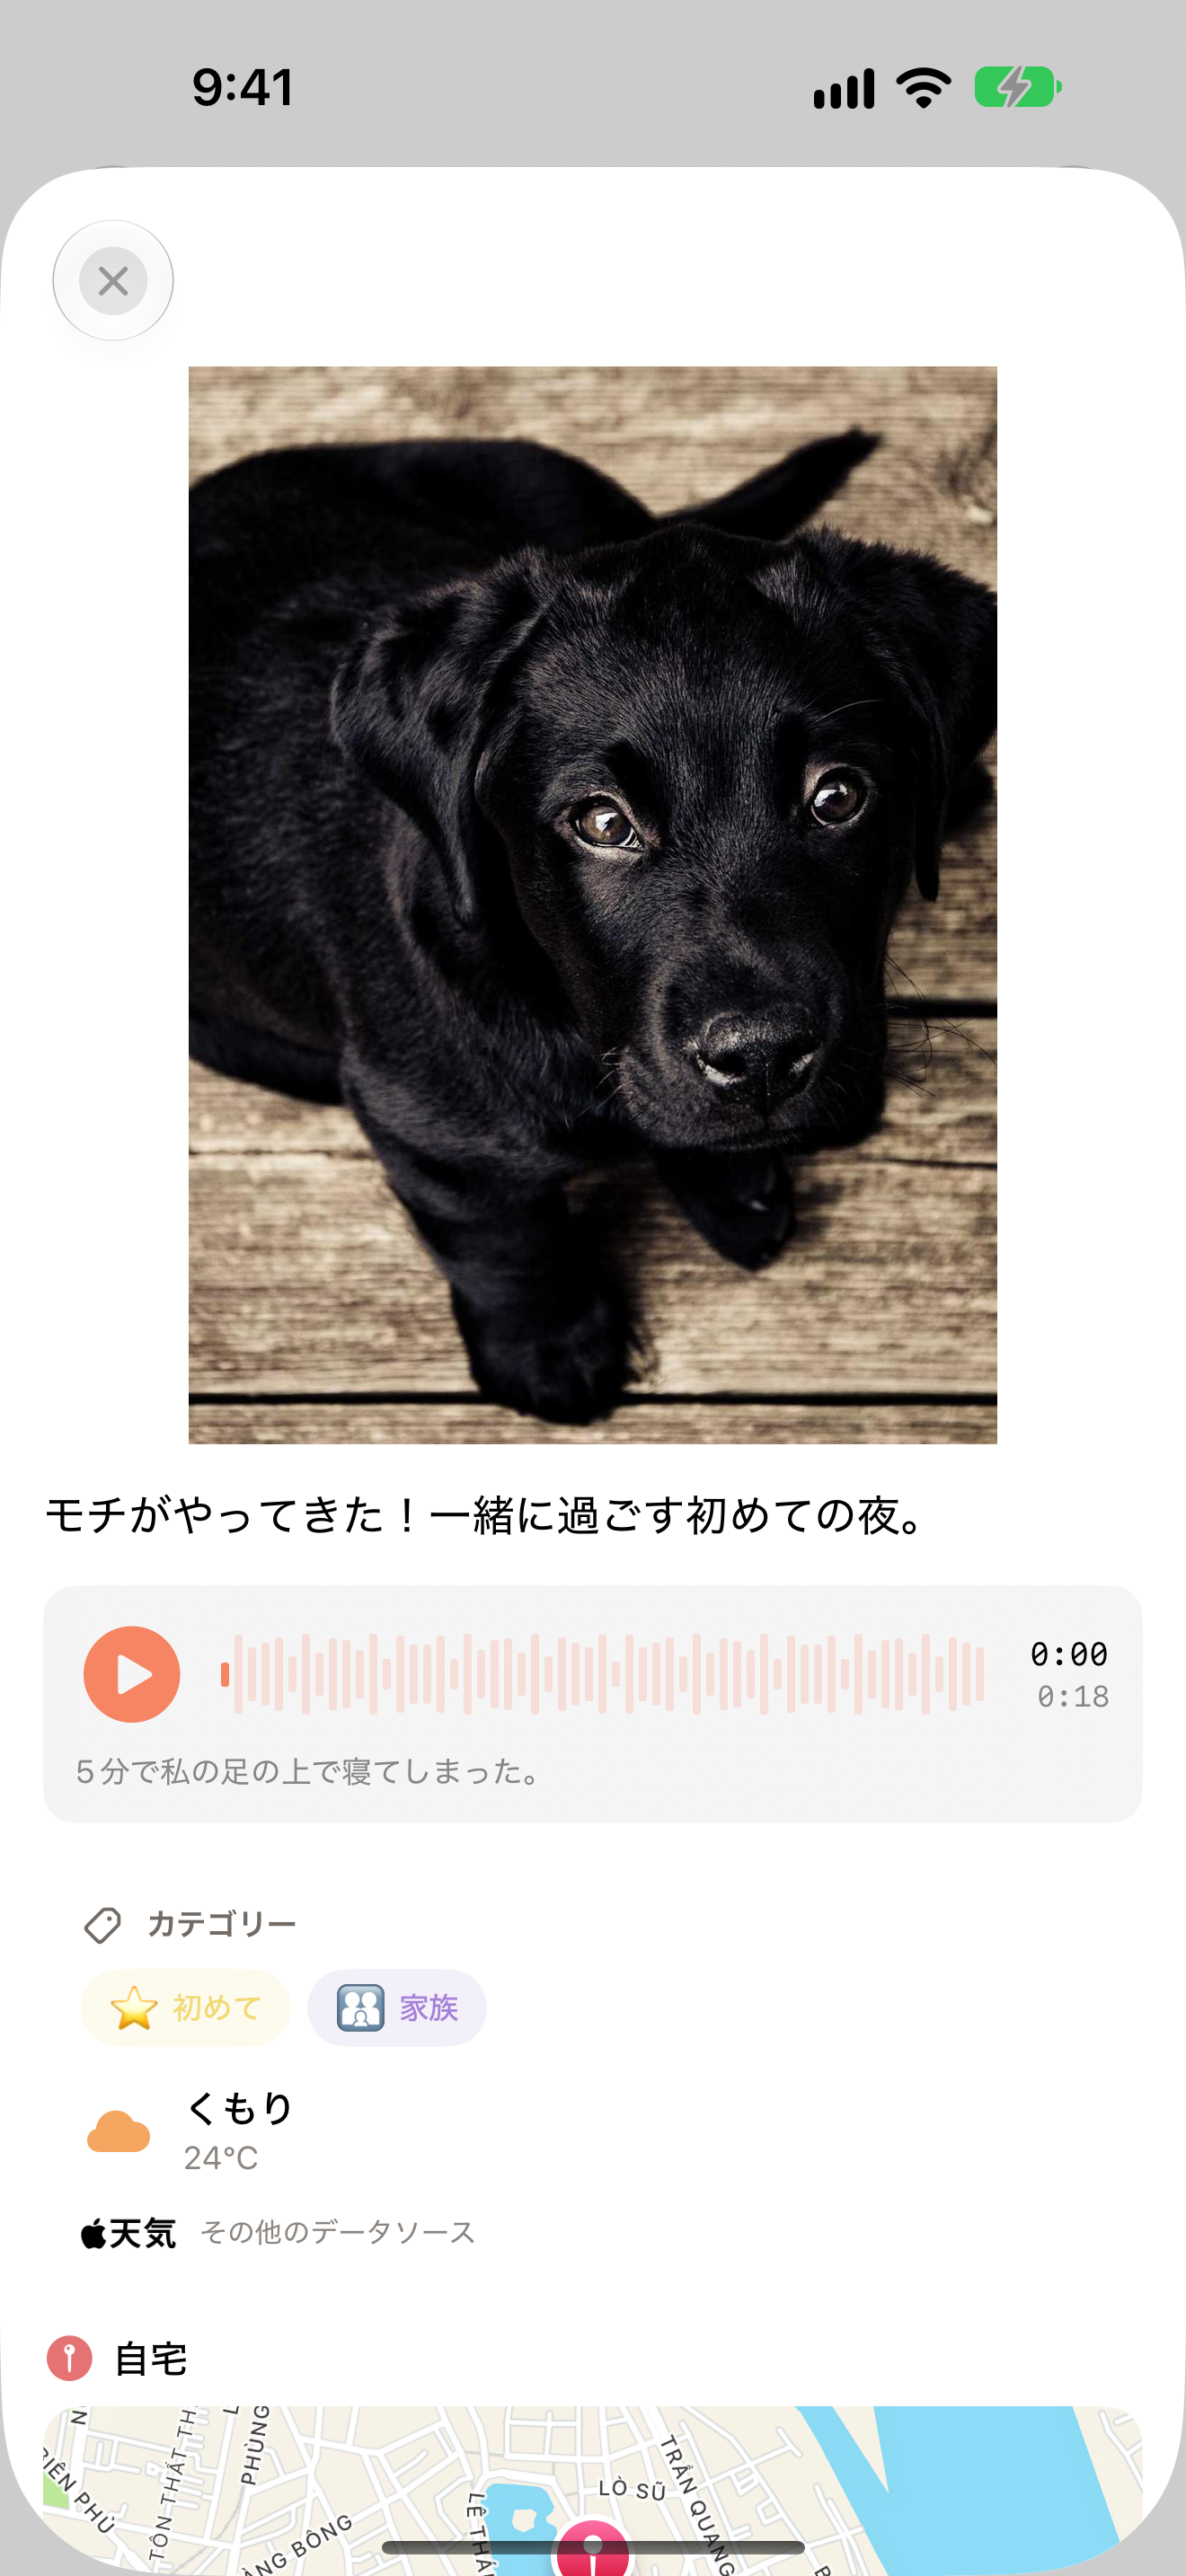 9:41
モチがやってきた！一緒に過ごす初めての夜。
0:00
0:18
5分で私の足の上で寝てしまった。
カテゴリー
初めて
家族
くもり
24°C
天気 その他のデータソース
自宅
PHÙNG
TÔN THẤT TH
LÒ SŨ
TRẦN QUANG
LÊ THÁ